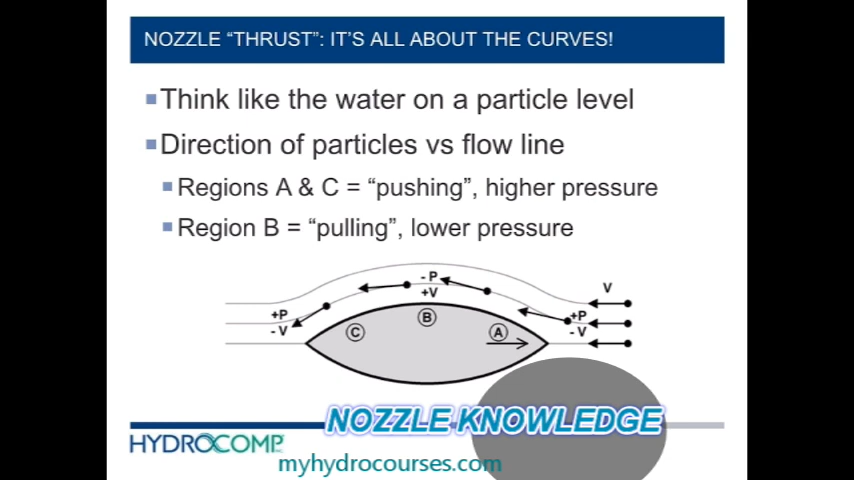 NOZZLE “THRUST”: IT’S ALL ABOUT THE CURVES!
Think like the water on a particle level
Direction of particles vs flow line
Regions A & C = “pushing”, higher pressure
Region B = “pulling”, lower pressure
- P
+V
V
+P
- V
+P
- V
C
B
A
NOZZLE KNOWLEDGE
HYDROCOMP
myhydrocourses.com